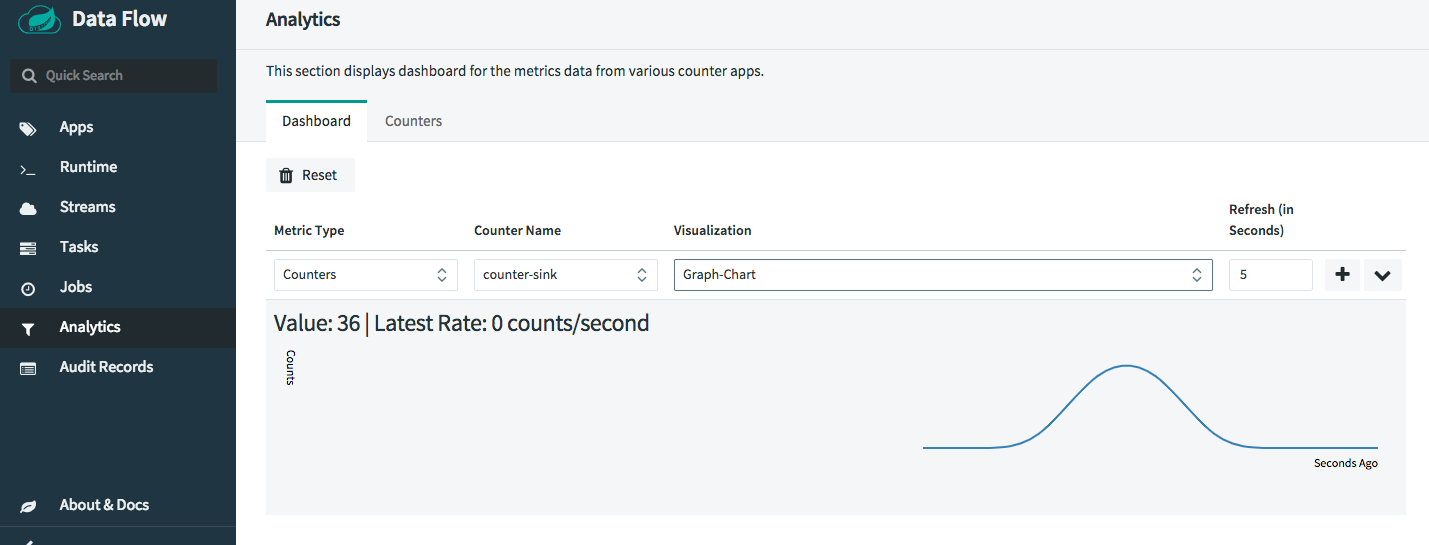 Data Flow
Quick Search
Apps
Runtime
Streams
Tasks
Jobs
Analytics
Audit Records
About & Docs
Analytics
This section displays dashboard for the metrics data from various counter apps.
Dashboard Counters
Reset
Metric Type Counter Name Visualization Refresh (in
Seconds)
Counters counter-sink Graph-Chart 5
Value: 36 | Latest Rate: 0 counts/second
Counts
Seconds Ago